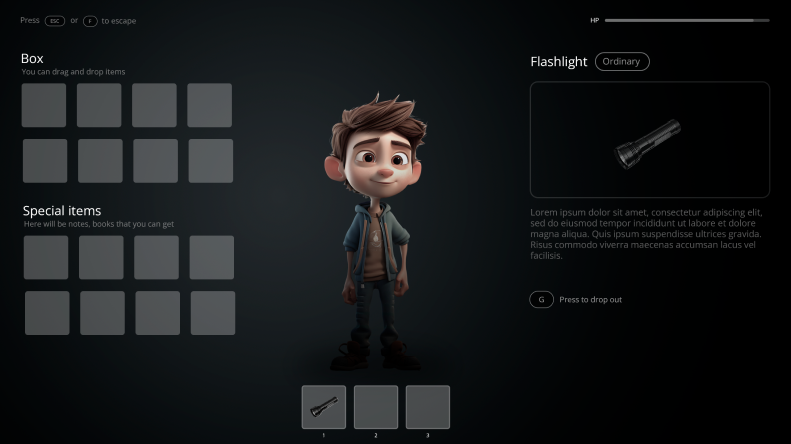 Press ESC or F to escape
HP
Box
You can drag and drop items
Special items
Here will be notes, books that you can get
Flashlight Ordinary
Lorem ipsum dolor sit amet, consectetur adipiscing elit,
sed do eiusmod tempor incididunt ut labore et dolore
magna aliqua. Quis ipsum suspendisse ultrices gravida.
Risus commodo viverra maecenas accumsan lacus vel
facilisis.
G Press to drop out
1 2 3